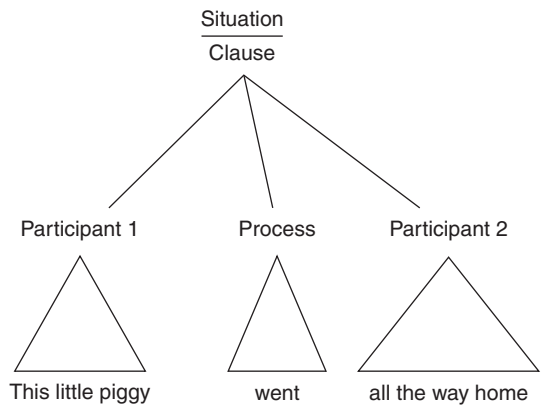 Situation
Clause
Participant 1 Process Participant 2
This little piggy went all the way home